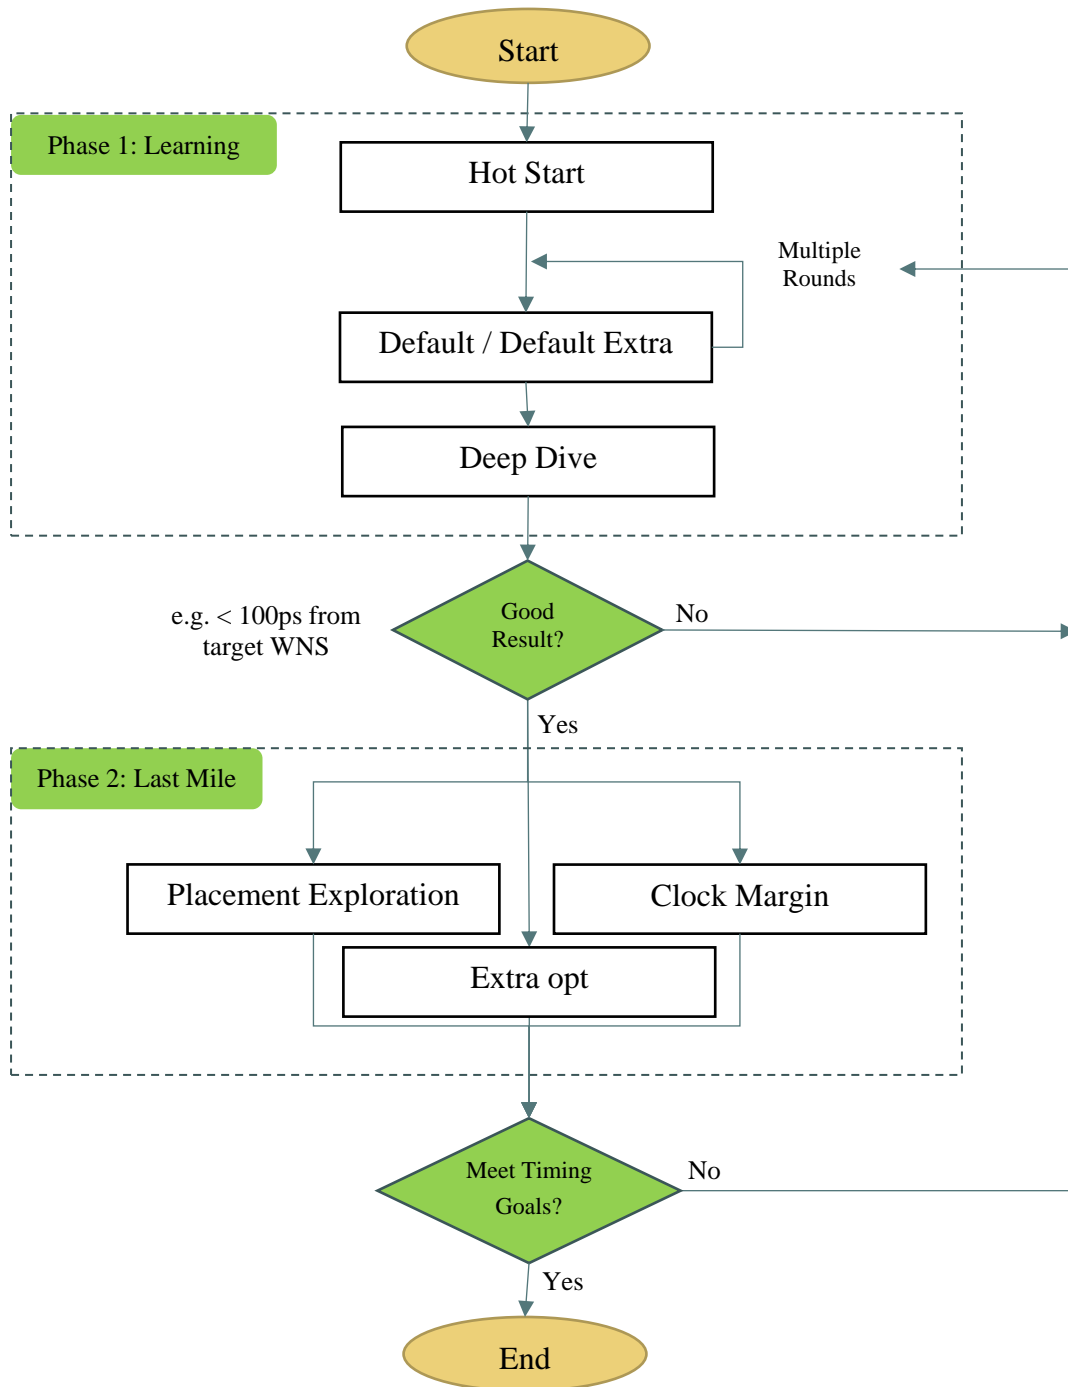 Start
Phase 1: Learning
Hot Start
Multiple
Rounds
Default / Default Extra
Deep Dive
Good
Result?
No
e.g. < 100ps from
target WNS
Yes
Phase 2: Last Mile
Placement Exploration
Clock Margin
Extra opt
Meet Timing
Goals?
No
Yes
End